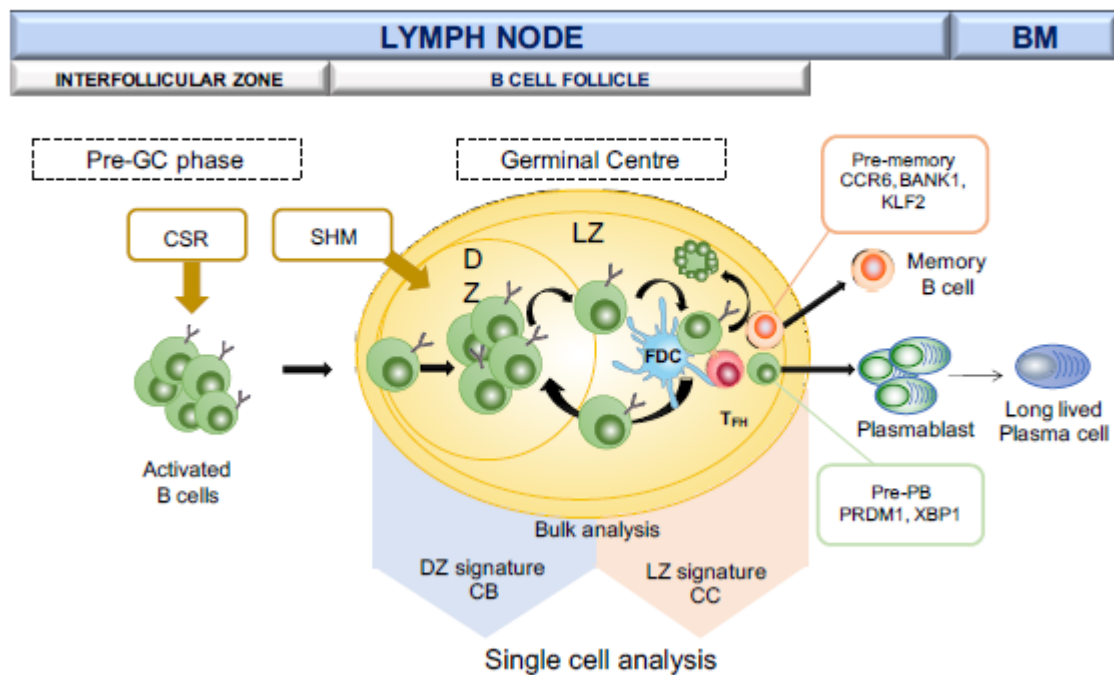 LYMPH NODE
BM
INTERFOLLICULAR ZONE
B CELL FOLLICLE
Pre-GC phase
Germinal Centre
Pre-memory
CCR6, BANK1,
KLF2
CSR
SHM
LZ
D
Z
Memory
B cell
FDC
TFH
Activated
B cells
Plasmablast
Long lived
Plasma cell
Pre-PB
PRDM1, XBP1
Bulk analysis
DZ signature
CB
LZ signature
CC
Single cell analysis